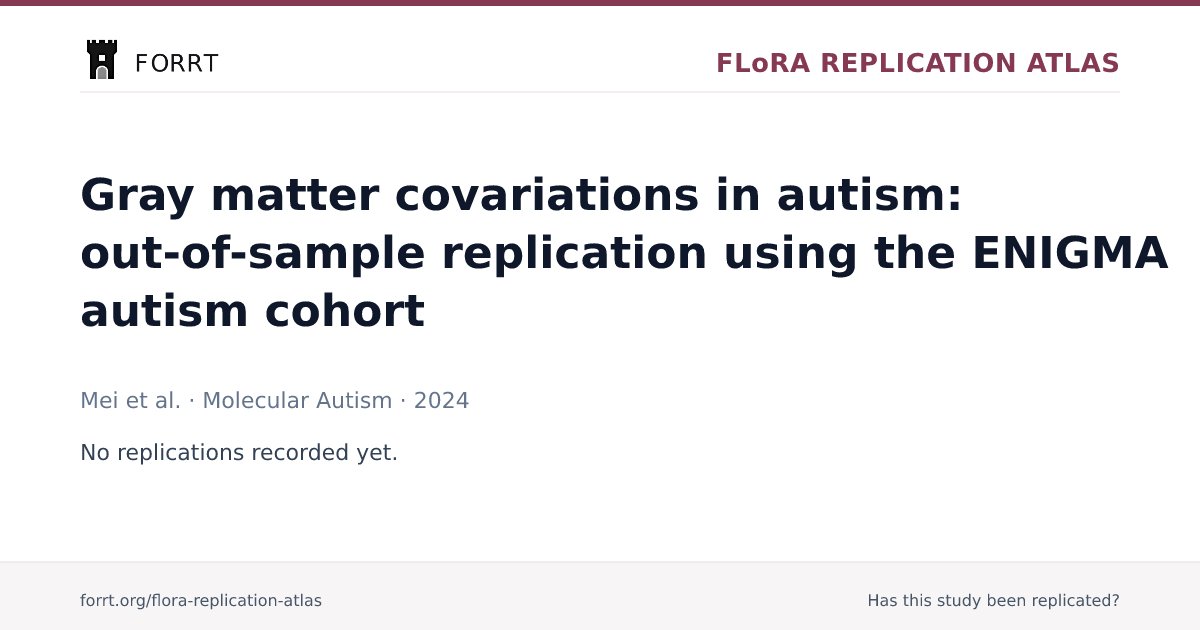 FORRT
FLoRA REPLICATION ATLAS
Gray matter covariations in autism:
out-of-sample replication using the ENIGMA
autism cohort
Mei et al. · Molecular Autism · 2024
No replications recorded yet.
forrt.org/flora-replication-atlas
Has this study been replicated?